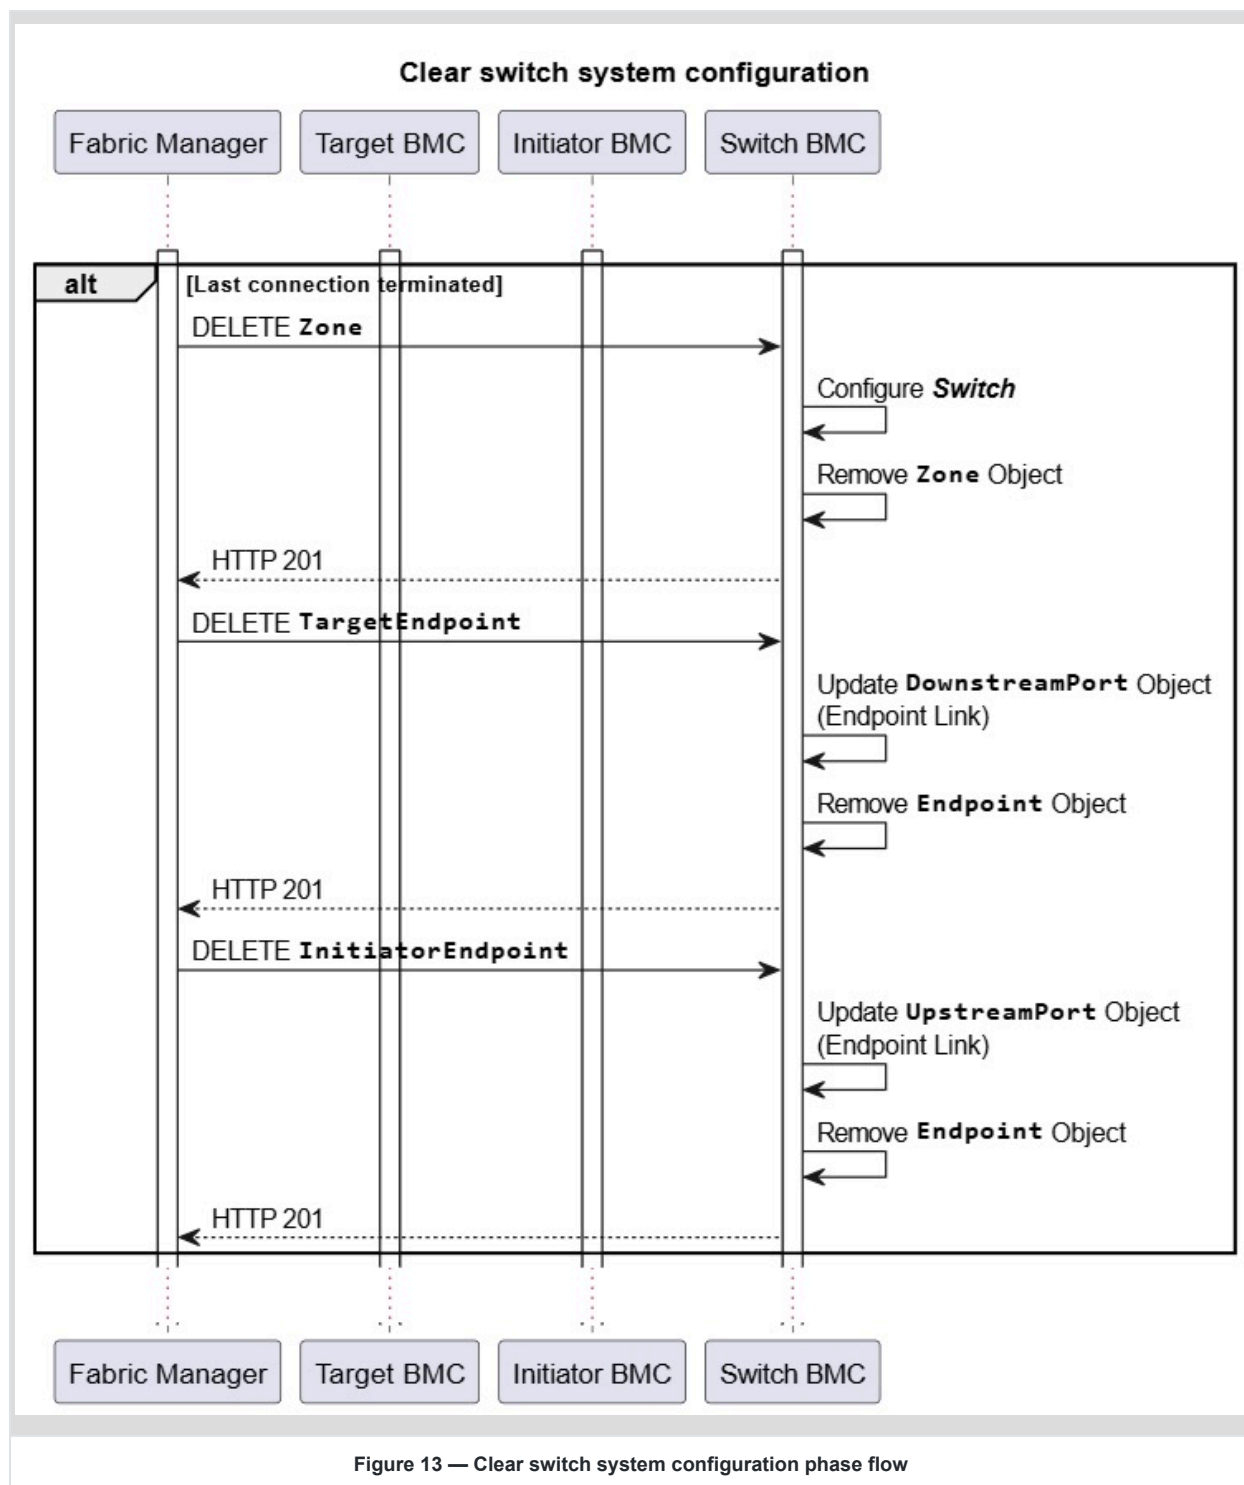 Clear switch system configuration
Fabric Manager
Target BMC
Initiator BMC
Switch BMC
alt
[Last connection terminated]
DELETE Zone
Configure Switch
Remove Zone Object
HTTP 201
DELETE TargetEndpoint
Update DownstreamPort Object
(Endpoint Link)
Remove Endpoint Object
HTTP 201
DELETE InitiatorEndpoint
Update UpstreamPort Object
(Endpoint Link)
Remove Endpoint Object
HTTP 201
Fabric Manager
Target BMC
Initiator BMC
Switch BMC
Figure 13 — Clear switch system configuration phase flow